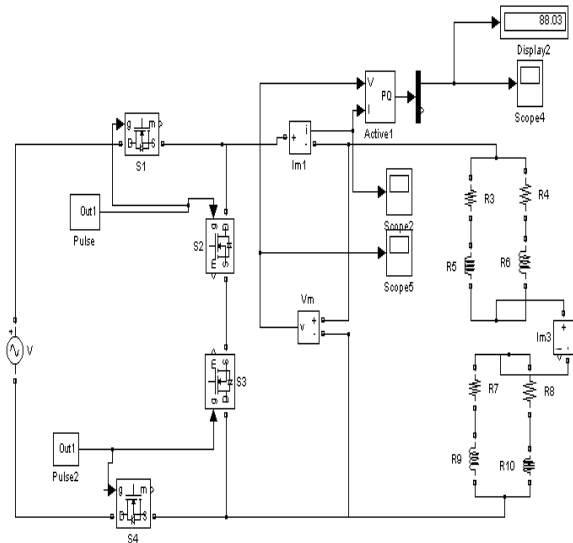 88.03
Display2
V
I
PQ
Active1
Scope4
g
m
D
S
S1
+
i
-
Im1
Out1
Pulse
S2
g
m
D
S
Scope2
Scope5
R3
R4
R5
R6
Vm
v
+
-
+
V
+
-
i
Im3
S3
g
m
D
S
R7
R8
R9
R10
Out1
Pulse2
g
m
D
S
S4